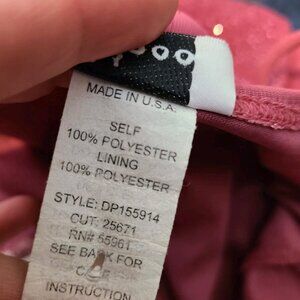 MADE IN U.S.A.
SELF
100% POLYESTER
LINING
100% POLYESTER
STYLE: DP155914
CUT: 25671
RN# 55961
SEE BACK FOR
INSTRUCTION